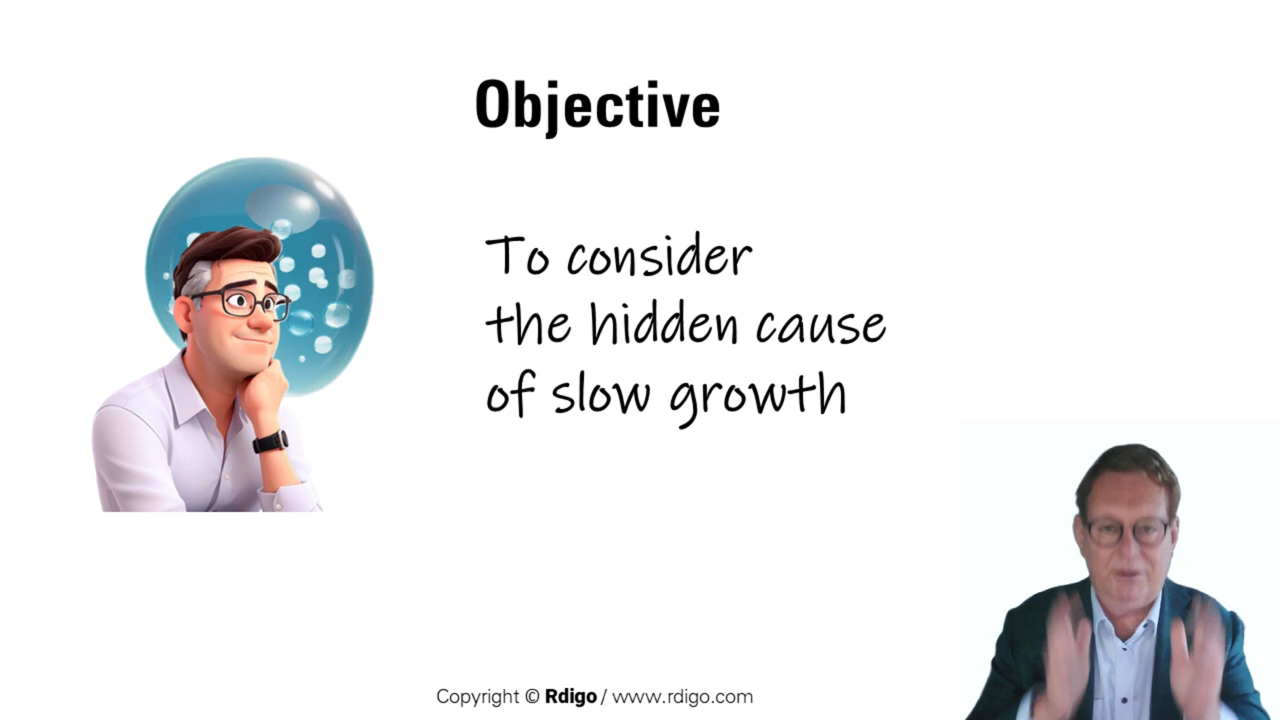 Objective
To consider
the hidden cause
of slow growth
Copyright © Rdigo / www.rdigo.com